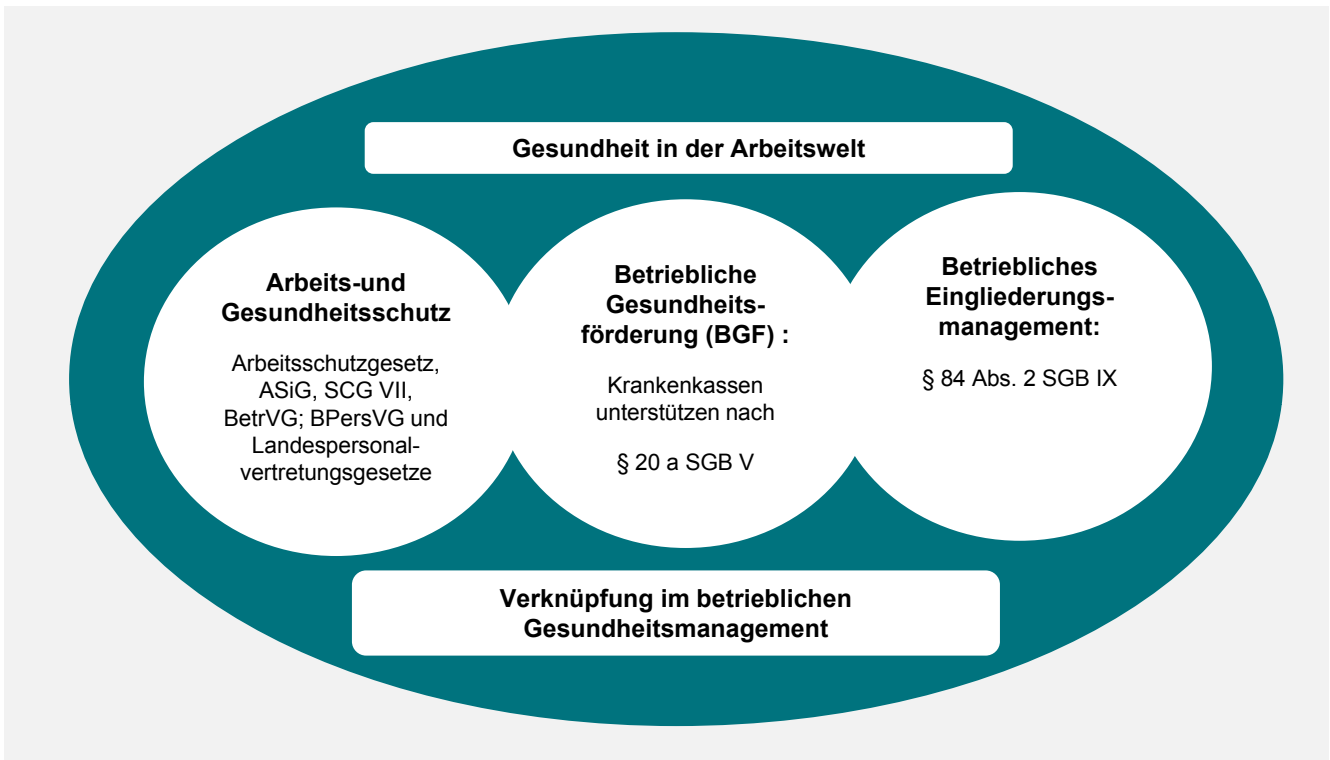 Gesundheit in der Arbeitswelt
Arbeits-und
Gesundheitsschutz
Arbeitsschutzgesetz,
ASiG, SCG VII,
BetrVG; BPersVG und
Landespersonal-
vertretungsgesetze
Betriebliche
Gesundheits-
förderung (BGF) :
Krankenkassen
unterstützen nach
§ 20 a SGB V
Betriebliches
Eingliederungs-
management:
§ 84 Abs. 2 SGB IX
Verknüpfung im betrieblichen
Gesundheitsmanagement